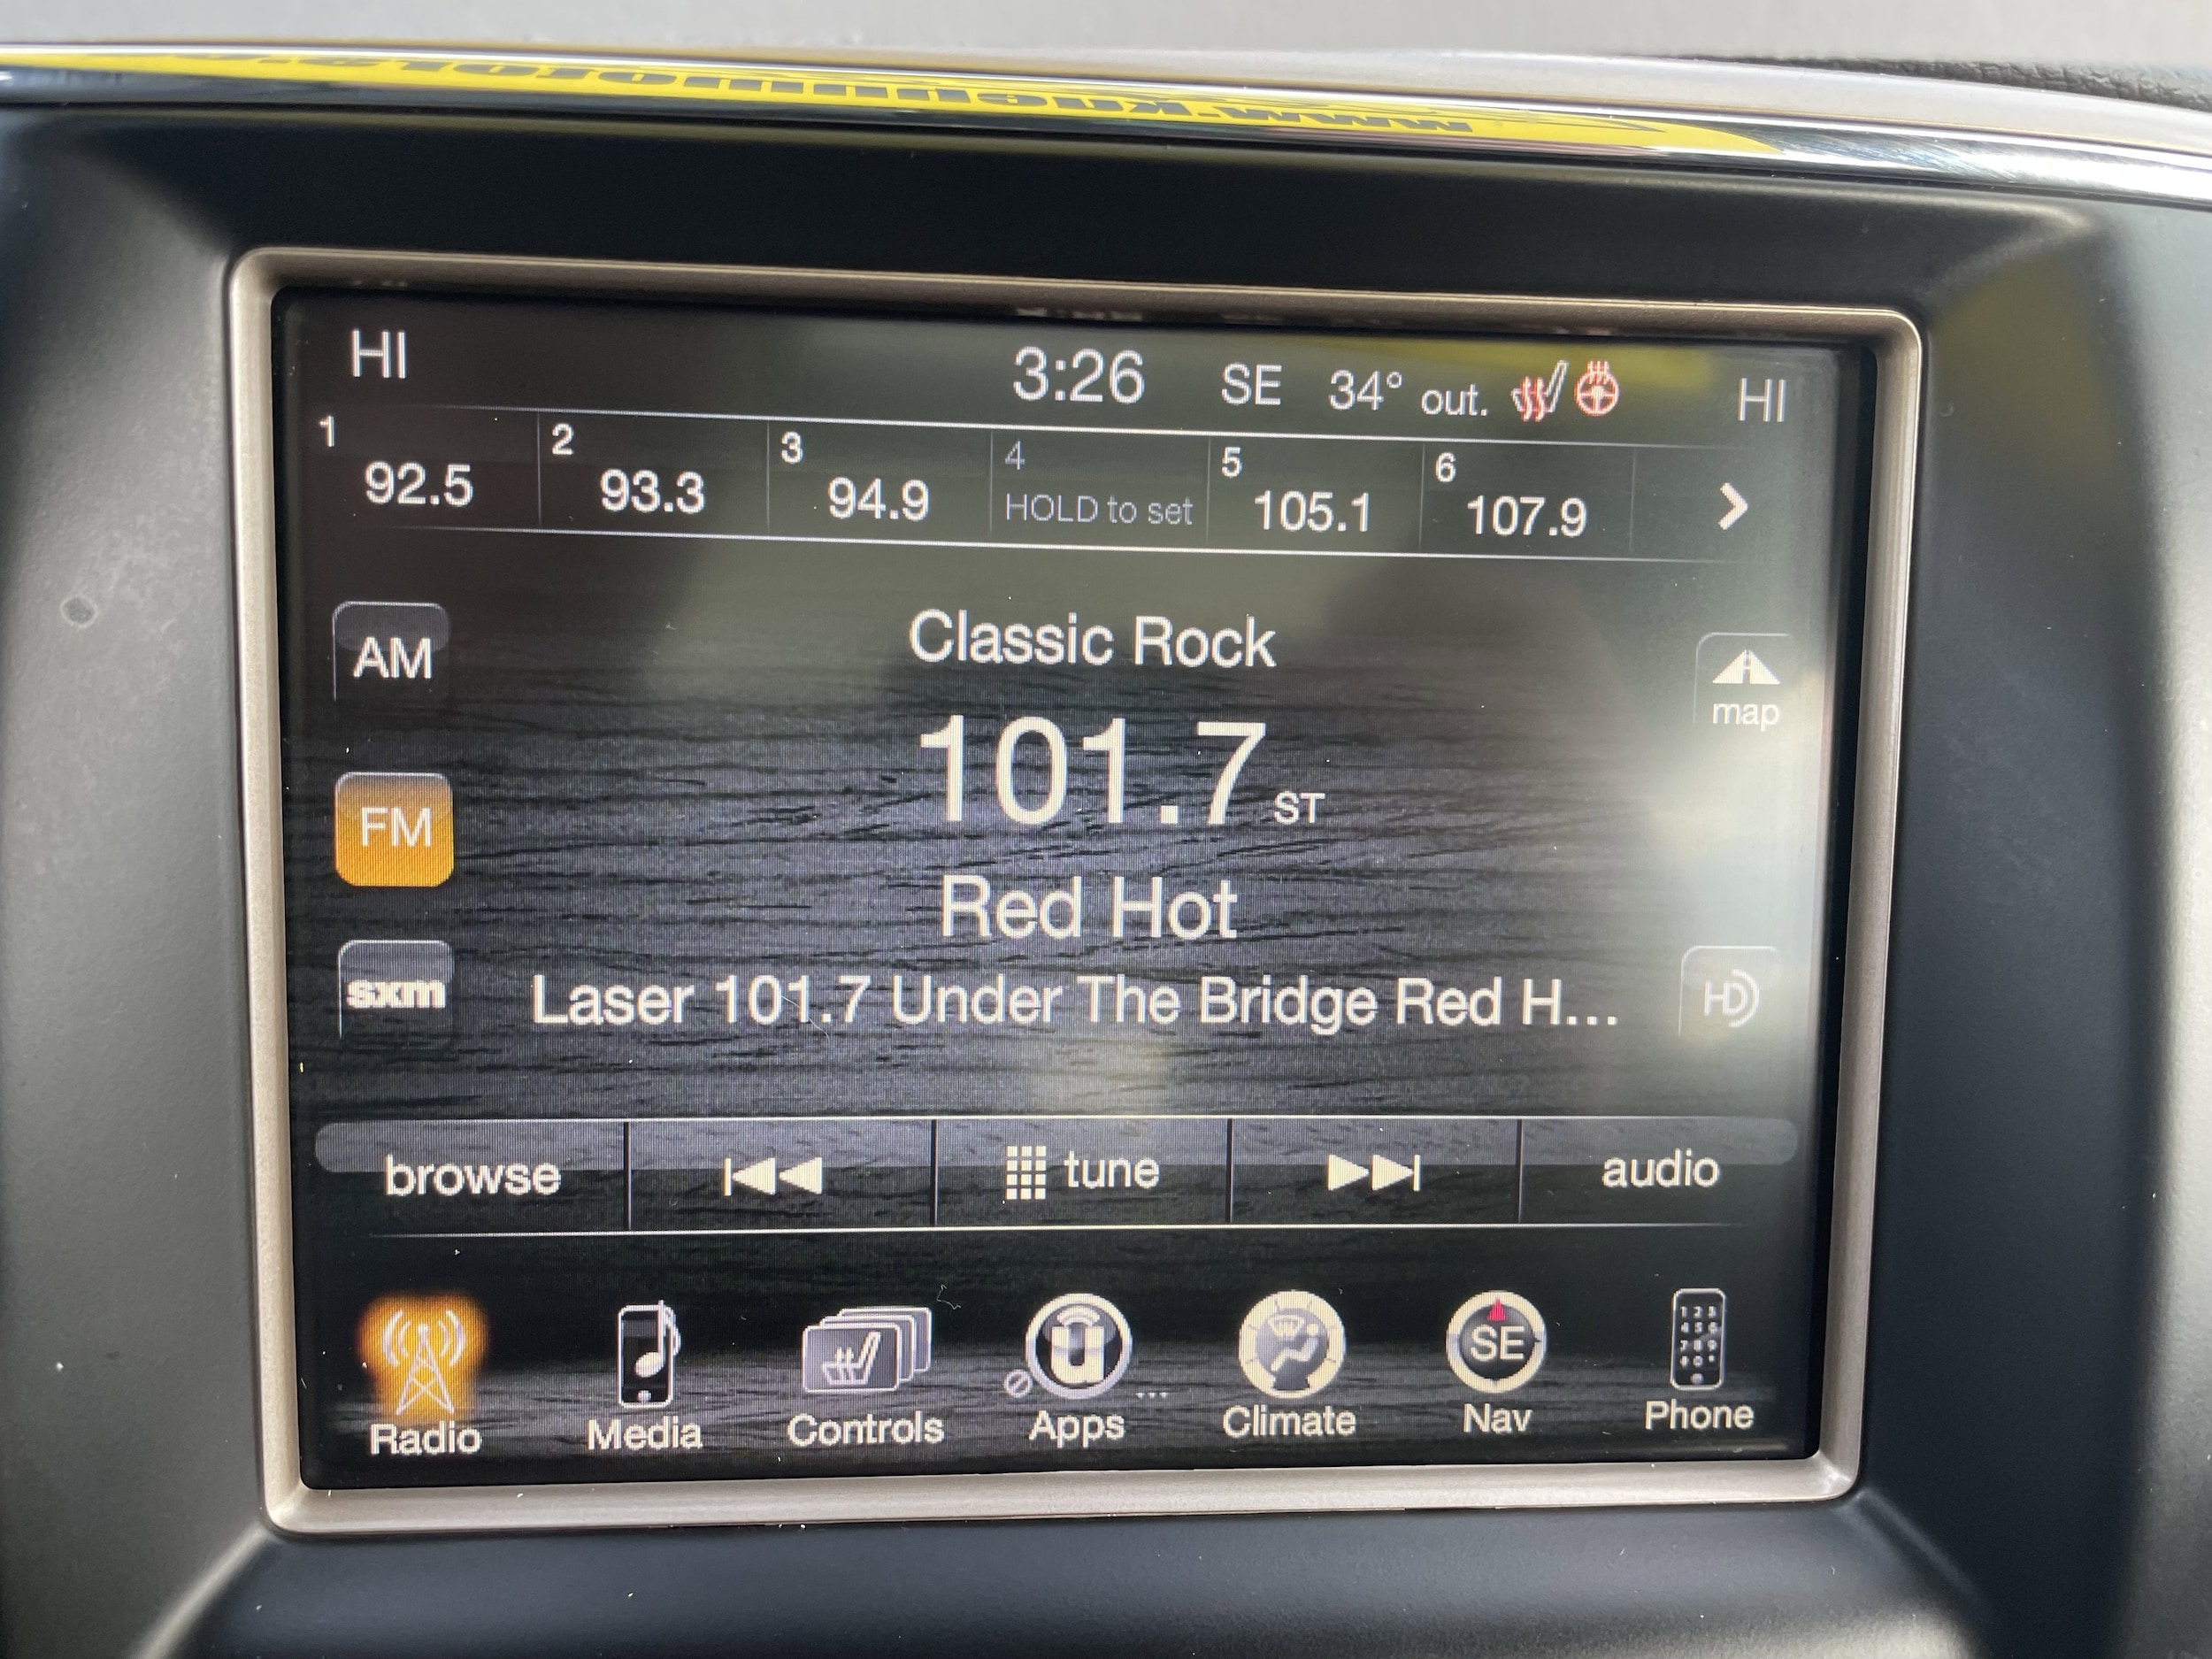 HI 3:26 SE 34° out. HI
1 2 3 4 5 6
92.5 93.3 94.9 HOLD to set 105.1 107.9
AM
Classic Rock
map
101.7 ST
FM
Red Hot
sxm
Laser 101.7 Under The Bridge Red H...
HD
browse tune audio
u SE
Radio Media Controls Apps ... Climate Nav Phone